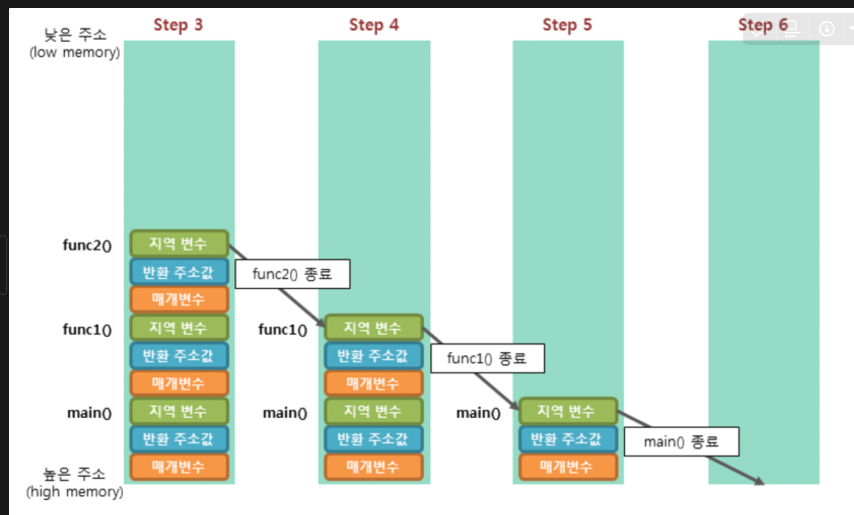 낮은 주소
(low memory)
Step 3
Step 4
Step 5
Step 6
func2()
지역 변수
반환 주소값
매개변수
func2() 종료
func1()
지역 변수
반환 주소값
매개변수
func1()
지역 변수
반환 주소값
매개변수
func1() 종료
main()
지역 변수
반환 주소값
매개변수
main()
지역 변수
반환 주소값
매개변수
main()
지역 변수
반환 주소값
매개변수
main() 종료
높은 주소
(high memory)